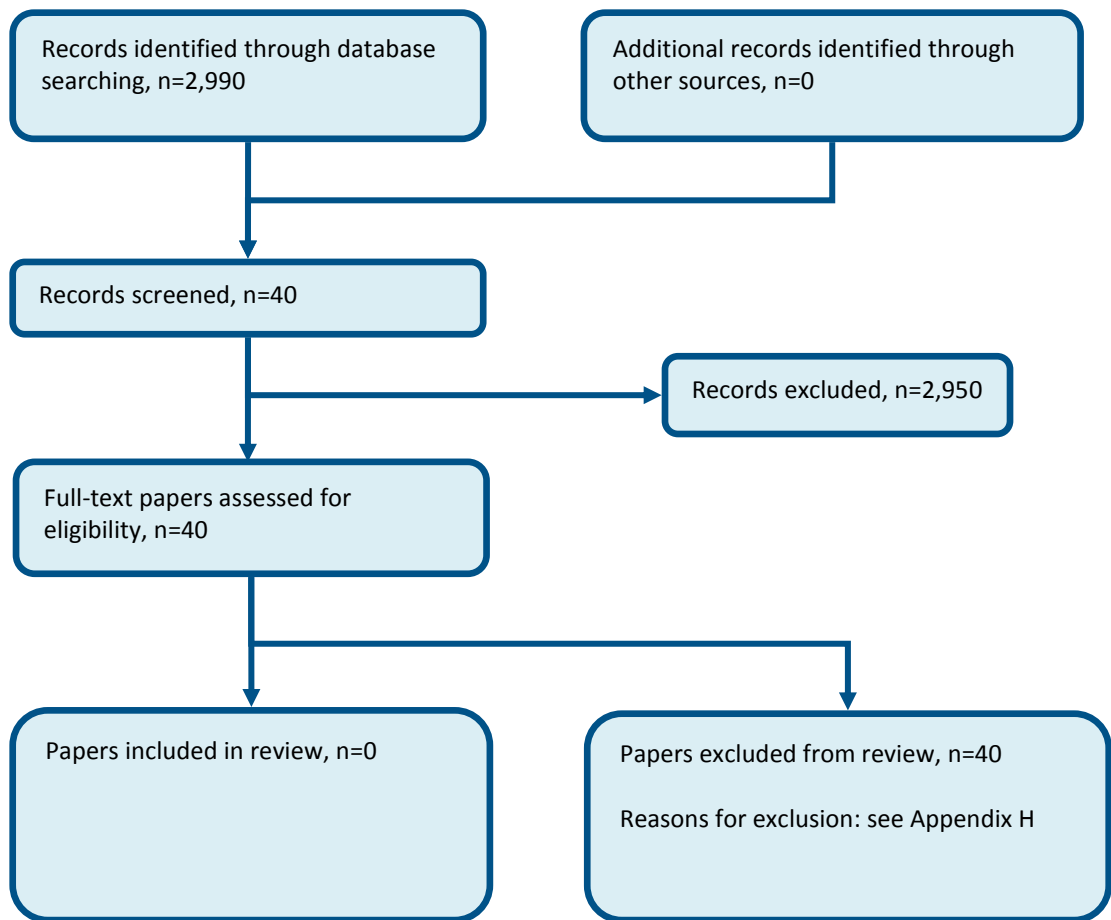 Records identified through database
searching, n=2,990
Additional records identified through
other sources, n=0
Records screened, n=40
Records excluded, n=2,950
Full-text papers assessed for
eligibility, n=40
Papers included in review, n=0
Papers excluded from review, n=40
Reasons for exclusion: see Appendix H